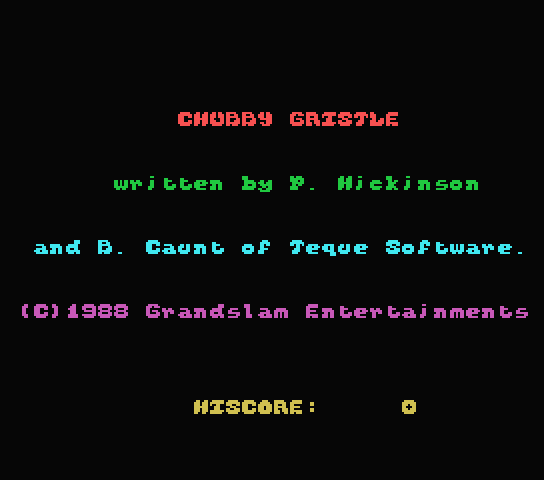 CHUBBY GRISTLE
written by P. Hickinson
and B. Caunt of Teque Software.
(C)1988 Grandslam Entertainments
HISCORE: 0